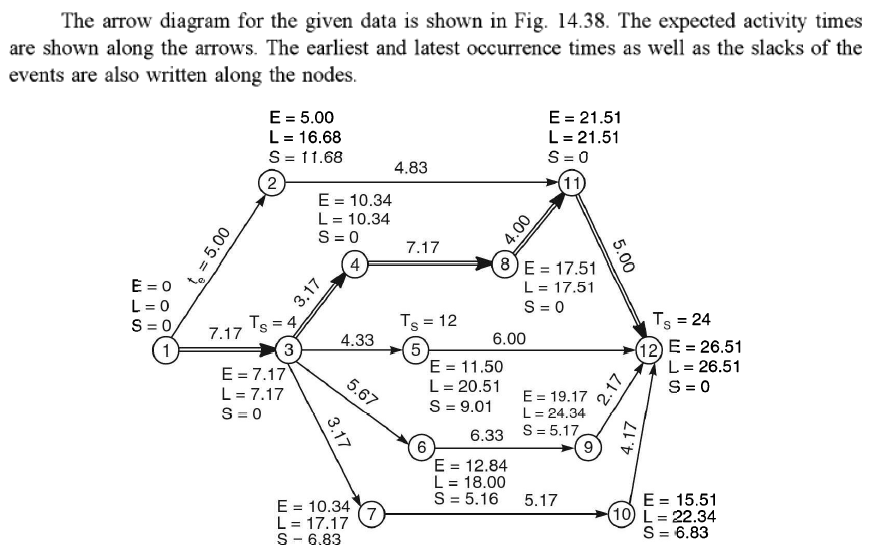 The arrow diagram for the given data is shown in Fig. 14.38. The expected activity times
are shown along the arrows. The earliest and latest occurrence times as well as the slacks of the
events are also written along the nodes.
E = 5.00
L = 16.68
S = 11.68
E = 21.51
L = 21.51
S = 0
4.83
2
11
E = 10.34
L = 10.34
S = 0
tₑ = 5.00
4.00
5.00
7.17
4
8
E = 17.51
L = 17.51
S = 0
E = 0
L = 0
S = 0
3.17
7.17
Tₛ = 4
4.33
Tₛ = 12
6.00
Tₛ = 24
1
3
5
12
E = 26.51
L = 26.51
S = 0
E = 7.17
L = 7.17
S = 0
5.67
E = 11.50
L = 20.51
S = 9.01
E = 19.17
L = 24.34
S = 5.17
2.17
3.17
6.33
4.17
6
9
E = 12.84
L = 18.00
S = 5.16
5.17
E = 10.34
L = 17.17
S - 6.83
7
10
E = 15.51
L = 22.34
S = 6.83